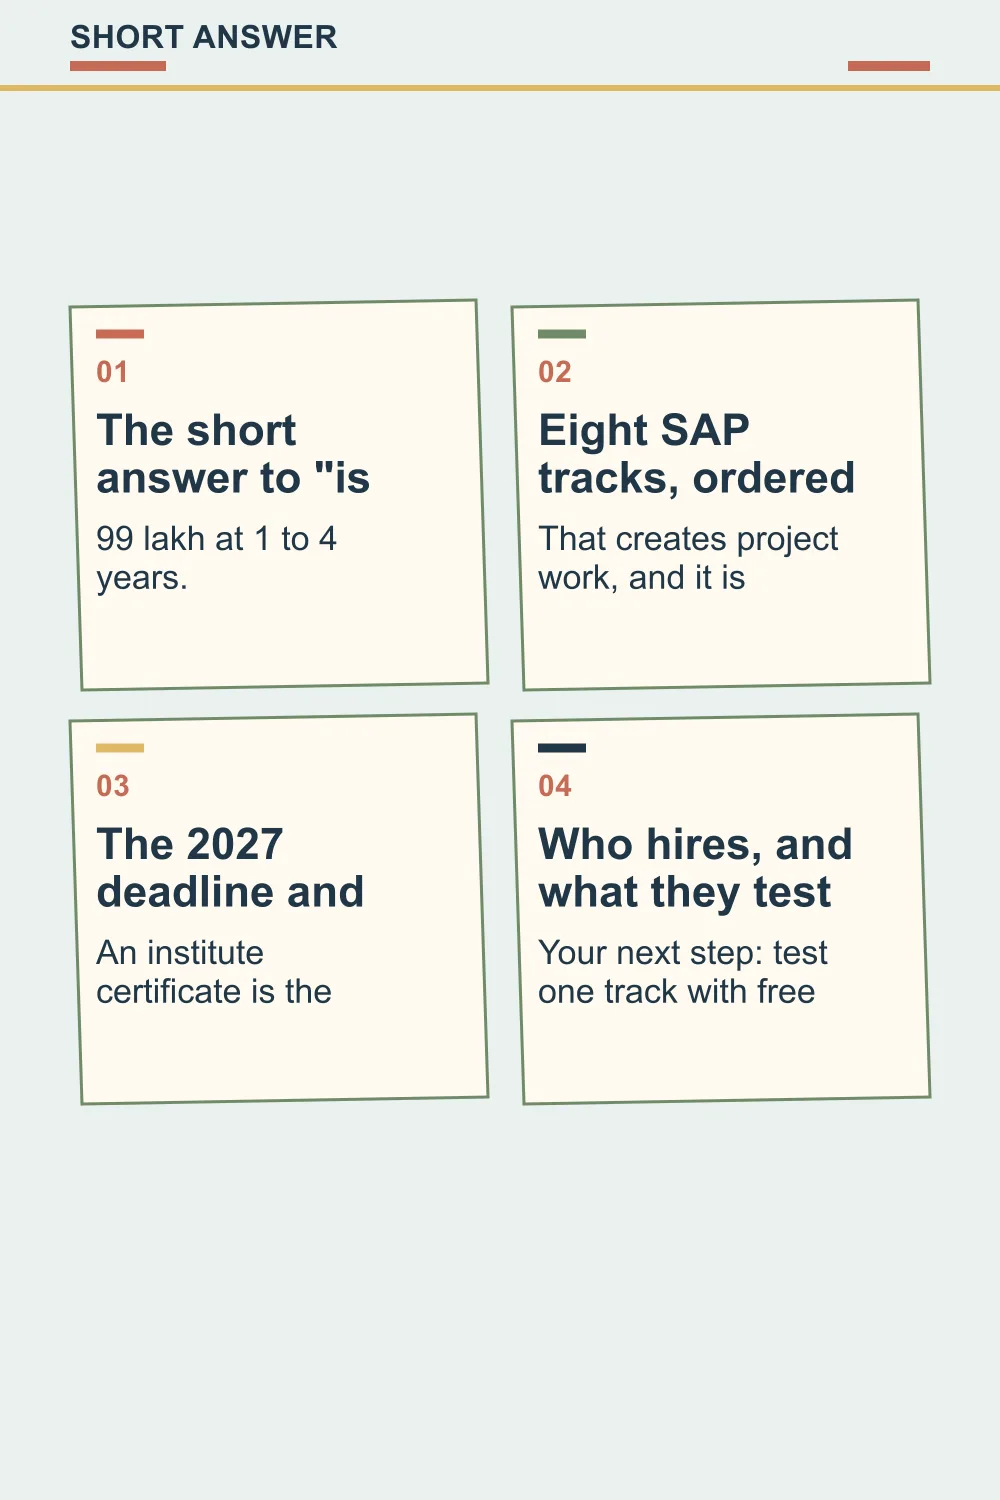 SHORT ANSWER
01
The short
answer to "is
99 lakh at 1 to 4
years.
02
Eight SAP
tracks, ordered
That creates project
work, and it is
03
The 2027
deadline and
An institute
certificate is the
04
Who hires, and
what they test
Your next step: test
one track with free